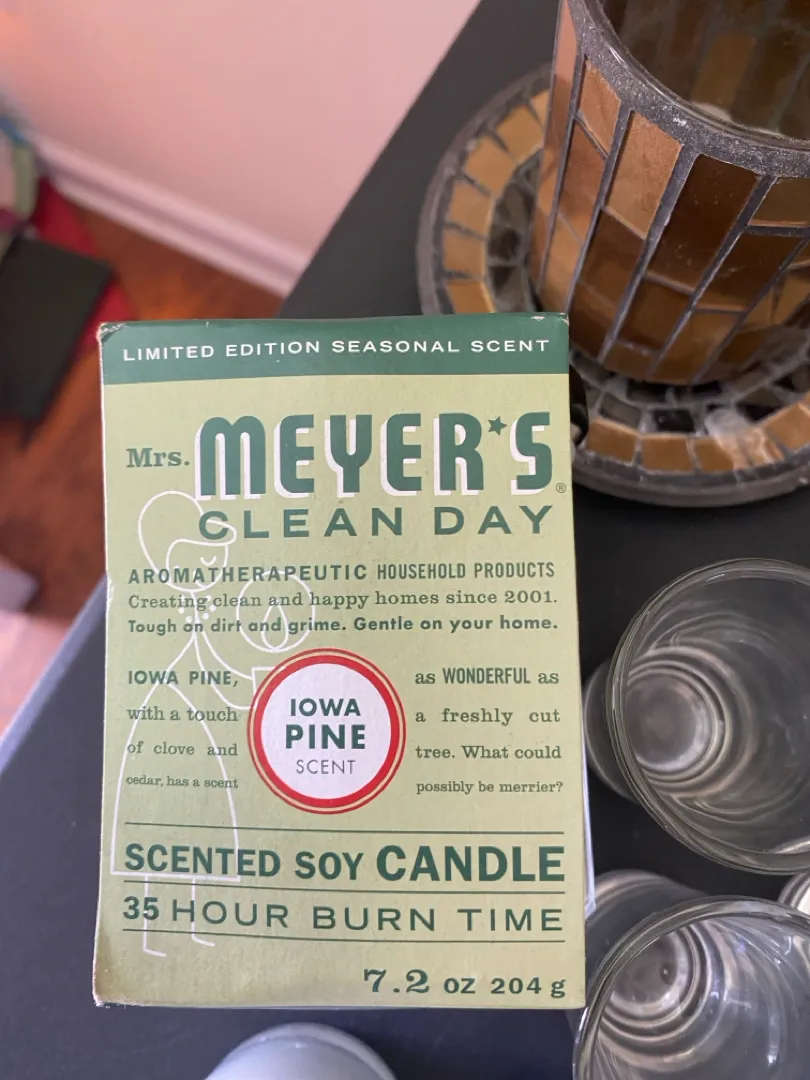 LIMITED EDITION SEASONAL SCENT
Mrs. MEYER'S®
CLEAN DAY
AROMATHERAPEUTIC HOUSEHOLD PRODUCTS
Creating clean and happy homes since 2001.
Tough on dirt and grime. Gentle on your home.
IOWA PINE,
with a touch
of clove and
cedar, has a scent
IOWA
PINE
SCENT
as WONDERFUL as
a freshly cut
tree. What could
possibly be merrier?
SCENTED SOY CANDLE
35 HOUR BURN TIME
7.2 OZ 204 g